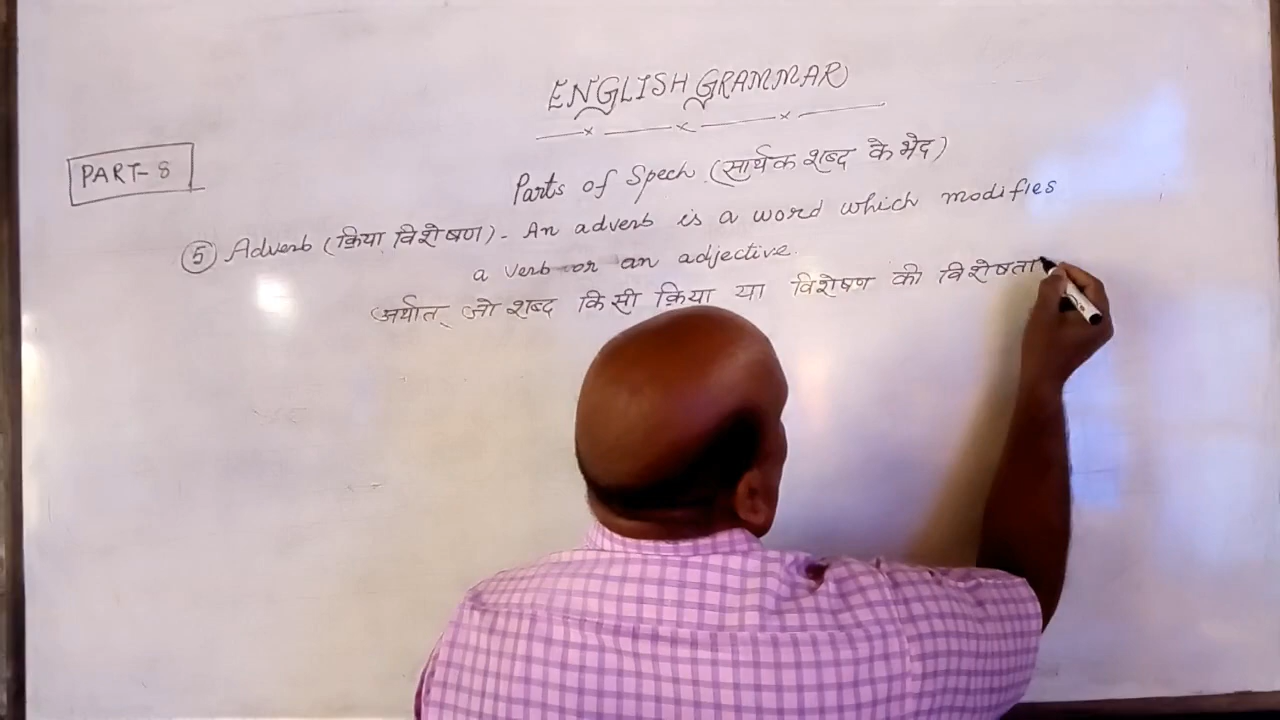 ENGLISH GRAMMAR
PART-8
Parts of Spech (सार्थक शब्द के भेद)
⑤ Adverb (क्रिया विशेषण) - An adverb is a word which modifies
a verb or an adjective.
अर्थात् जो शब्द किसी क्रिया या विशेषण की विशेषता